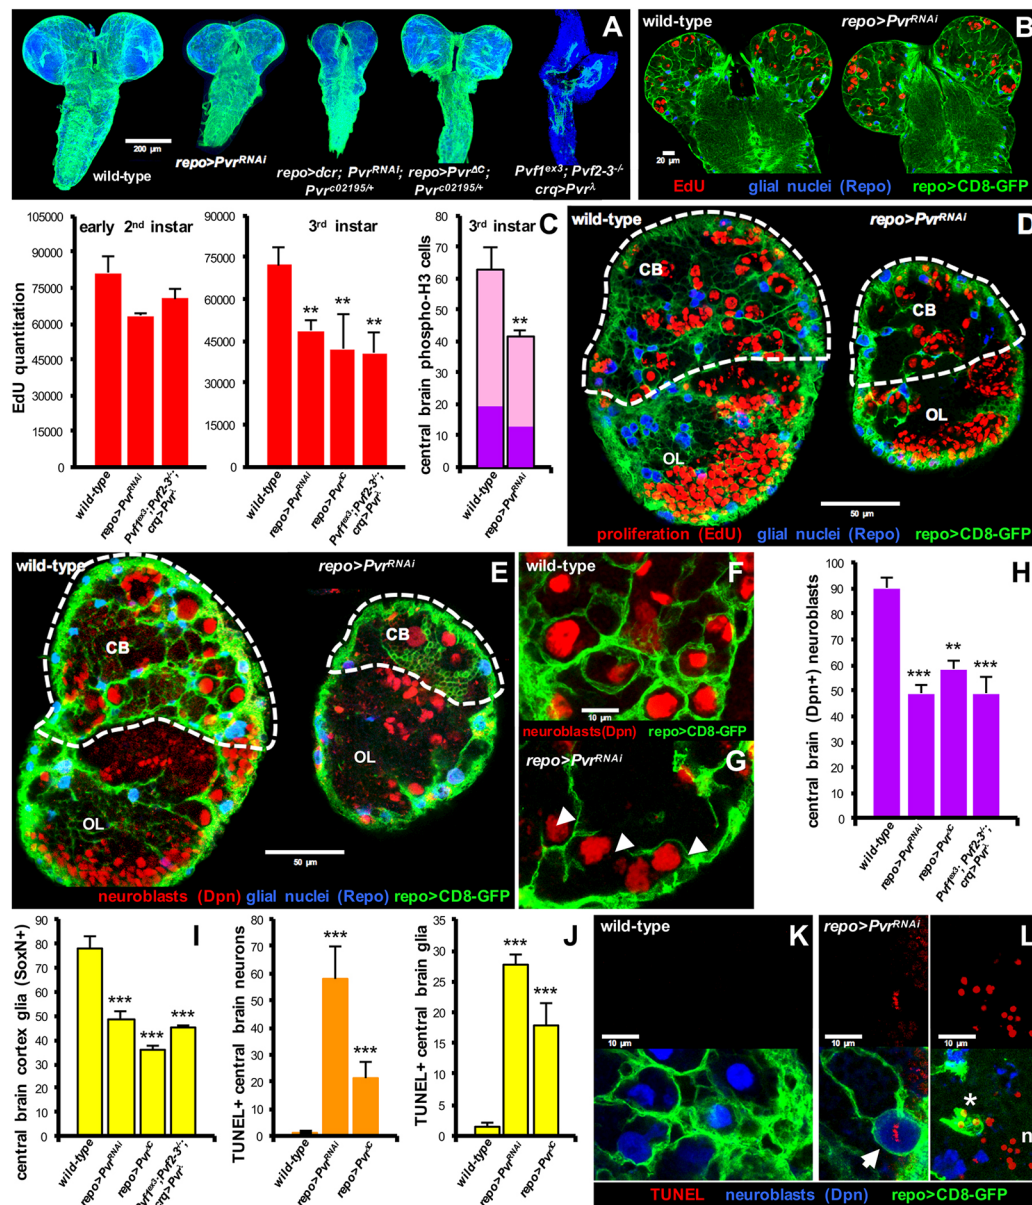 A
200 µm
wild-type
repo>Pvr^RNAi
repo>dcr; Pvr^RNAi;
Pvr^c02195/+
repo>Pvr^ΔC;
Pvr^c02195/+
Pvf1^ex3; Pvf2-3^-/-
crq>Pvr^λ
wild-type
repo>Pvr^RNAi
B
20 µm
EdU
glial nuclei (Repo)
repo>CD8-GFP
C
early 2nd instar
EdU quantitation
105000
90000
75000
60000
45000
30000
15000
0
wild-type
repo>Pvr^RNAi
Pvf1^ex3;Pvf2-3^-/-;
crq>Pvr^λ
3rd instar
90000
75000
60000
45000
30000
15000
0
**
**
**
wild-type
repo>Pvr^RNAi
repo>Pvr^ΔC
Pvf1^ex3;Pvf2-3^-/-;
crq>Pvr^λ
3rd instar
central brain phospho-H3 cells
80
70
60
50
40
30
20
10
0
**
wild-type
repo>Pvr^RNAi
wild-type
repo>Pvr^RNAi
D
CB
CB
OL
OL
50 µm
proliferation (EdU)
glial nuclei (Repo)
repo>CD8-GFP
wild-type
repo>Pvr^RNAi
E
CB
CB
OL
OL
50 µm
neuroblasts (Dpn)
glial nuclei (Repo)
repo>CD8-GFP
wild-type
F
10 µm
neuroblasts(Dpn)
repo>CD8-GFP
repo>Pvr^RNAi
G
H
central brain (Dpn+) neuroblasts
100
90
80
70
60
50
40
30
20
10
0
***
**
***
wild-type
repo>Pvr^RNAi
repo>Pvr^ΔC
Pvf1^ex3; Pvf2-3^-/-;
crq>Pvr^λ
I
central brain cortex glia (SoxN+)
90
80
70
60
50
40
30
20
10
0
***
***
***
wild-type
repo>Pvr^RNAi
repo>Pvr^ΔC
Pvf1^ex3;Pvf2-3^-/-;
crq>Pvr^λ
J
TUNEL+ central brain neurons
80
70
60
50
40
30
20
10
0
***
***
wild-type
repo>Pvr^RNAi
repo>Pvr^ΔC
TUNEL+ central brain glia
35
30
25
20
15
10
5
0
***
***
wild-type
repo>Pvr^RNAi
repo>Pvr^ΔC
wild-type
K
10 µm
repo>Pvr^RNAi
L
10 µm
10 µm
*
n
TUNEL
neuroblasts (Dpn)
repo>CD8-GFP